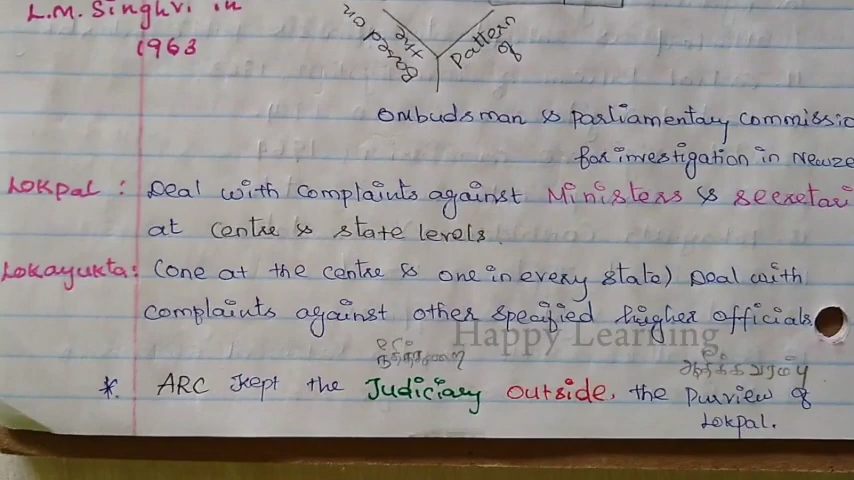 L.M. Singhvi in
1963
Based on
the
Pattern
of
Ombudsman & parliamentary commissio
for investigation in Newze
Lokpal : Deal with complaints against Ministers & secretari
at centre & state levels.
Lokayukta: (one at the centre & one in every state) Deal with
complaints against other specified higher officials.
Happy Learning
* ARC kept the Judiciary outside, the purview of
Lokpal.